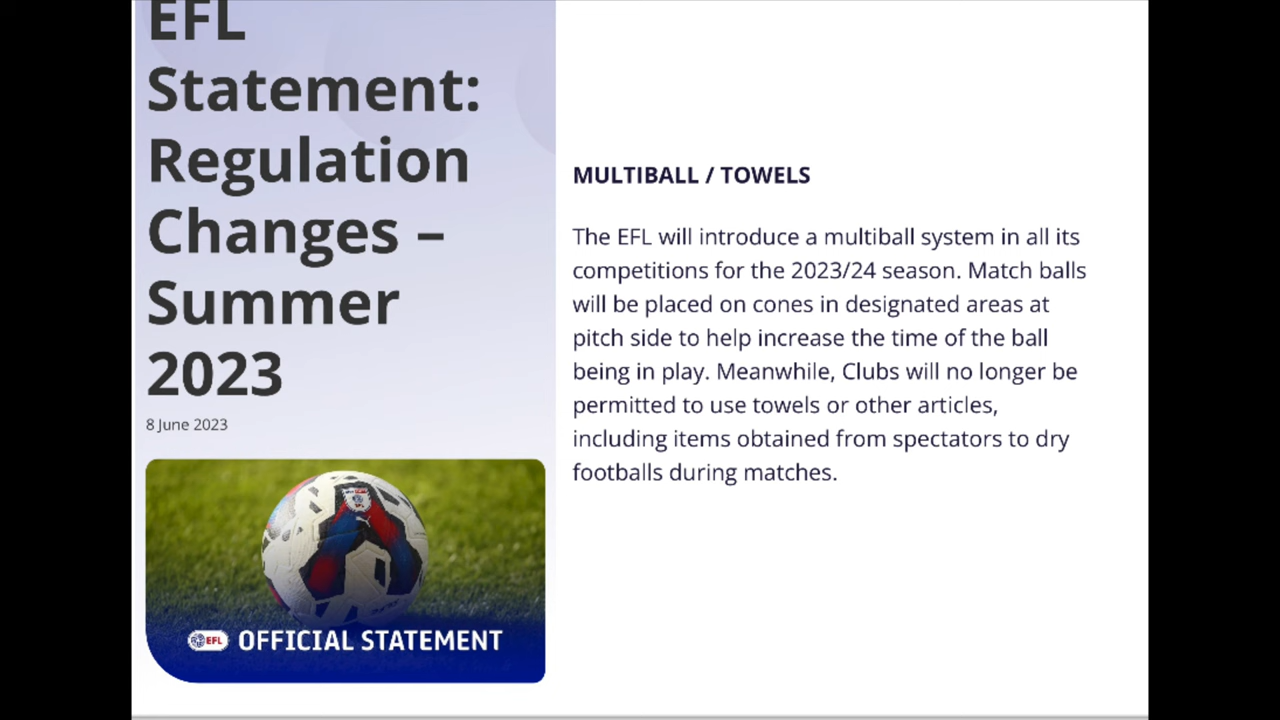 EFL
Statement:
Regulation
Changes –
Summer
2023
8 June 2023
EFL OFFICIAL STATEMENT
MULTIBALL / TOWELS
The EFL will introduce a multiball system in all its
competitions for the 2023/24 season. Match balls
will be placed on cones in designated areas at
pitch side to help increase the time of the ball
being in play. Meanwhile, Clubs will no longer be
permitted to use towels or other articles,
including items obtained from spectators to dry
footballs during matches.